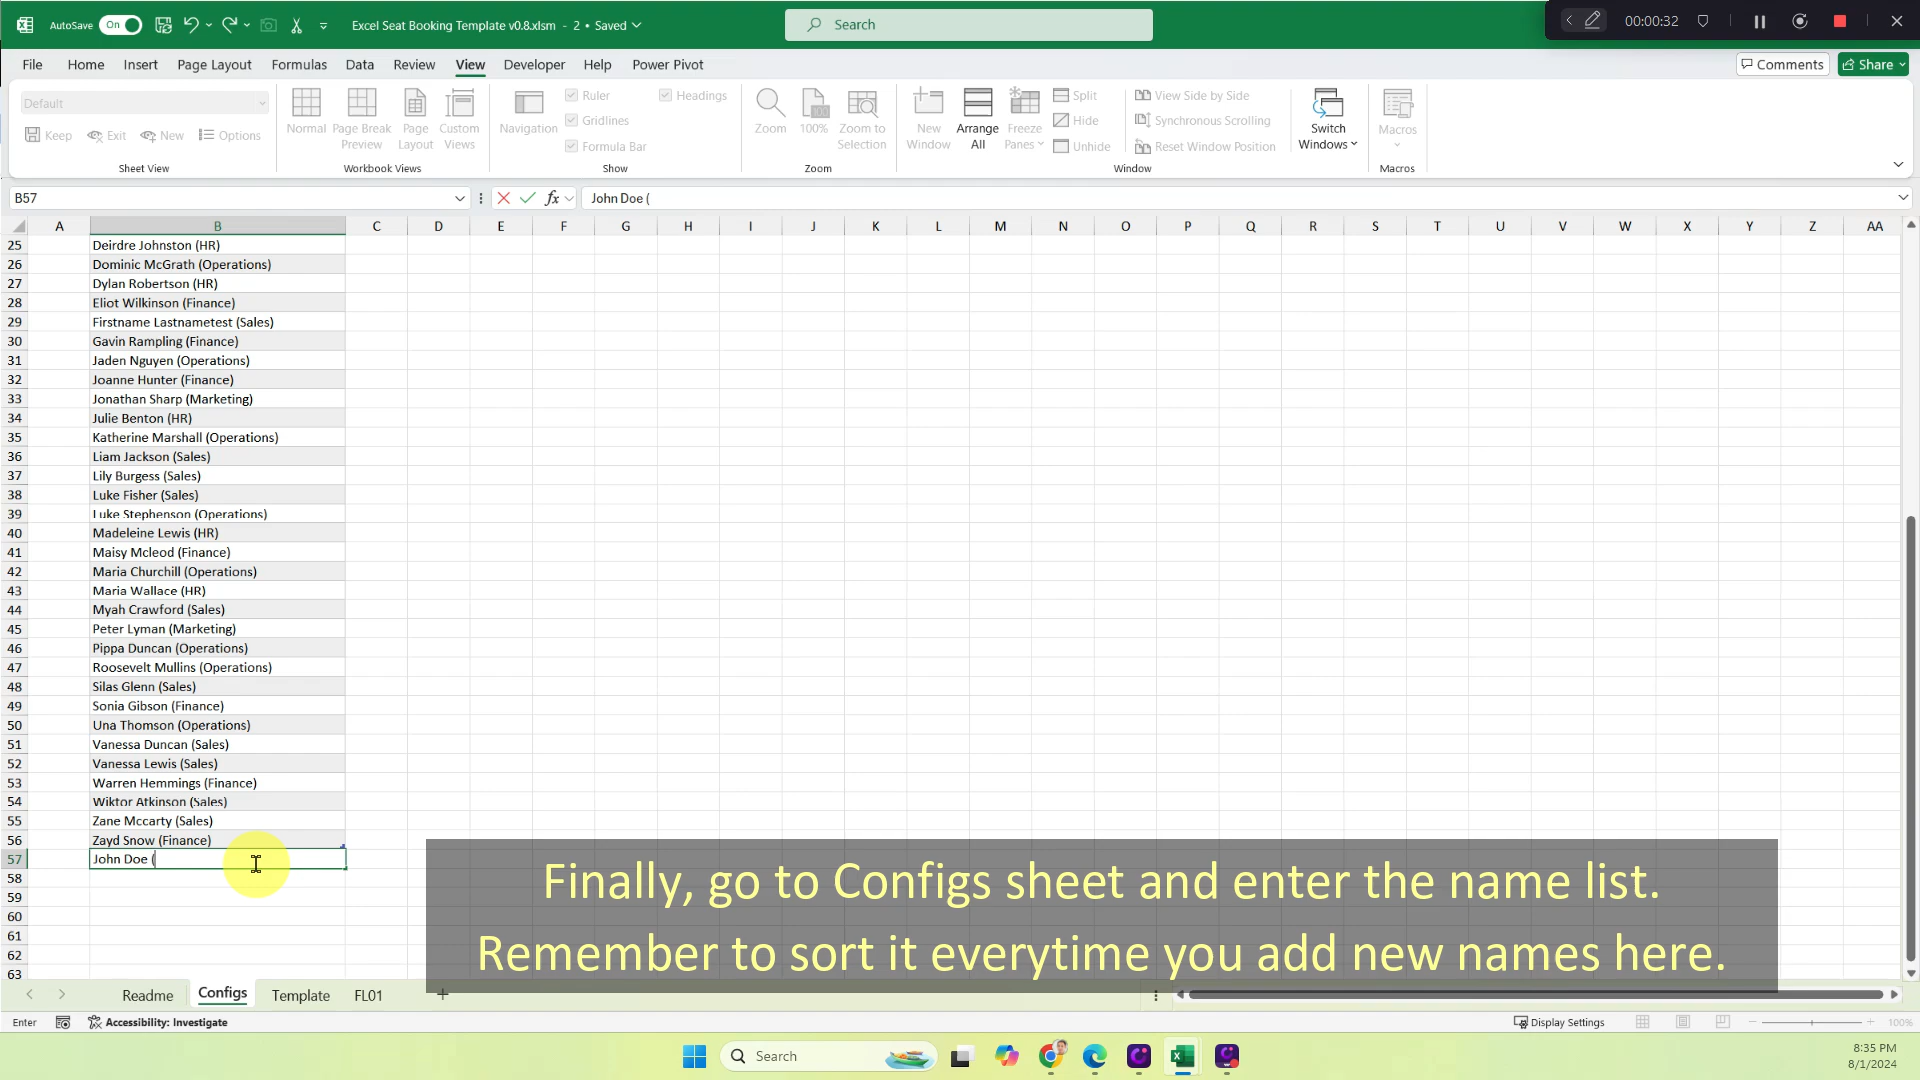 AutoSave On Excel Seat Booking Template v0.8.xlsm - 2 • Saved Search 00:00:32
File Home Insert Page Layout Formulas Data Review View Developer Help Power Pivot Comments Share
Default
Keep Exit New Options
Sheet View
Normal Page Break Preview Page Layout Custom Views
Workbook Views
Navigation
Ruler Headings
Gridlines
Formula Bar
Show
Zoom 100% Zoom to Selection
Zoom
New Window Arrange All Freeze Panes
Split View Side by Side
Hide Synchronous Scrolling
Unhide Reset Window Position
Window
Switch Windows
Macros
Macros
B57 fx John Doe (
A B C D E F G H I J K L M N O P Q R S T U V W X Y Z AA
25 Deirdre Johnston (HR)
26 Dominic McGrath (Operations)
27 Dylan Robertson (HR)
28 Eliot Wilkinson (Finance)
29 Firstname Lastnametest (Sales)
30 Gavin Rampling (Finance)
31 Jaden Nguyen (Operations)
32 Joanne Hunter (Finance)
33 Jonathan Sharp (Marketing)
34 Julie Benton (HR)
35 Katherine Marshall (Operations)
36 Liam Jackson (Sales)
37 Lily Burgess (Sales)
38 Luke Fisher (Sales)
39 Luke Stephenson (Operations)
40 Madeleine Lewis (HR)
41 Maisy Mcleod (Finance)
42 Maria Churchill (Operations)
43 Maria Wallace (HR)
44 Myah Crawford (Sales)
45 Peter Lyman (Marketing)
46 Pippa Duncan (Operations)
47 Roosevelt Mullins (Operations)
48 Silas Glenn (Sales)
49 Sonia Gibson (Finance)
50 Una Thomson (Operations)
51 Vanessa Duncan (Sales)
52 Vanessa Lewis (Sales)
53 Warren Hemmings (Finance)
54 Wiktor Atkinson (Sales)
55 Zane Mccarty (Sales)
56 Zayd Snow (Finance)
57 John Doe (
58
59
60
61
62
63
Finally, go to Configs sheet and enter the name list.
Remember to sort it everytime you add new names here.
Readme Configs Template FL01
Enter Accessibility: Investigate Display Settings 100%
Search
8:35 PM
8/1/2024